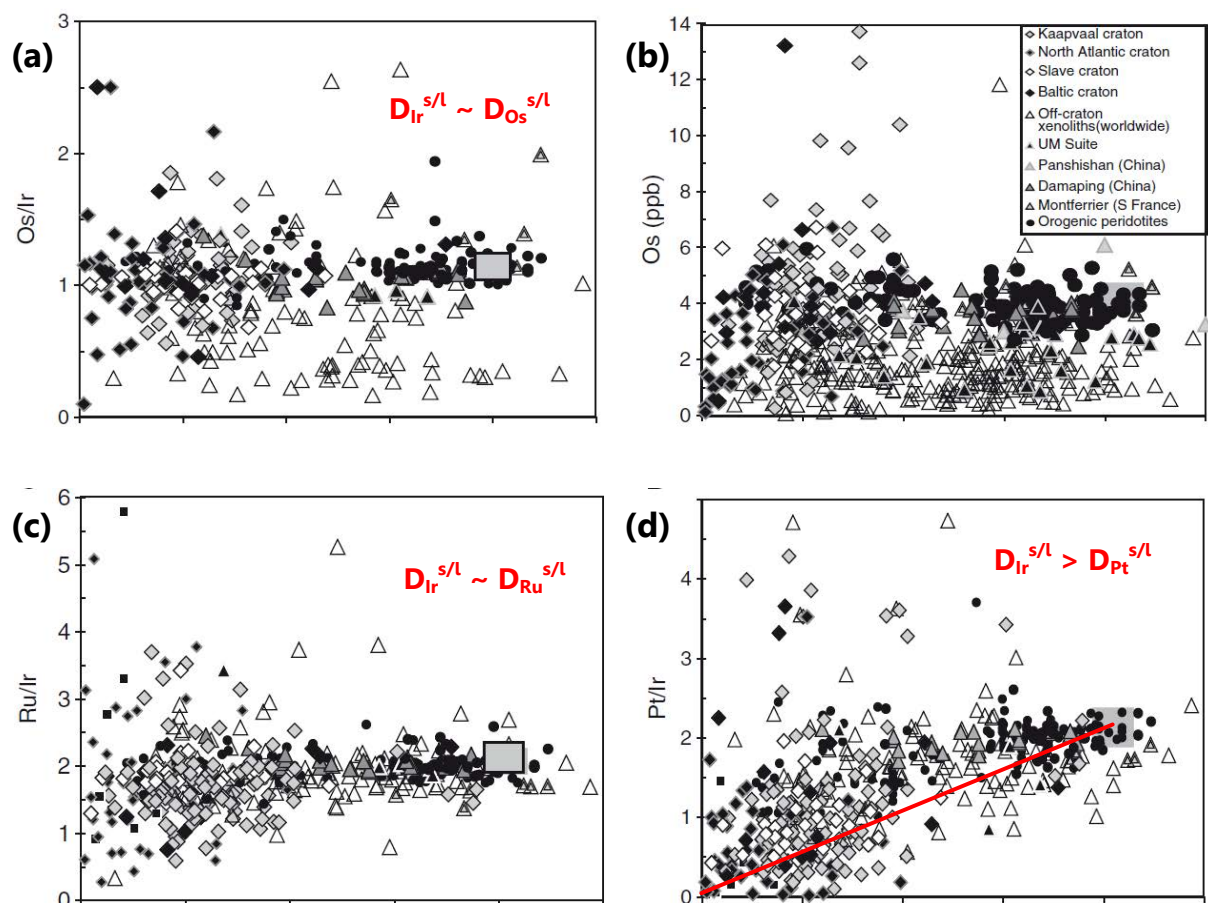 (a)
Os/Ir
3
2
1
0
D_Ir^s/l ~ D_Os^s/l
(b)
Os (ppb)
14
12
10
8
6
4
2
0
Kaapvaal craton
North Atlantic craton
Slave craton
Baltic craton
Off-craton
xenoliths(worldwide)
UM Suite
Panshishan (China)
Damaping (China)
Montferrier (S France)
Orogenic peridotites
(c)
Ru/Ir
6
5
4
3
2
1
0
D_Ir^s/l ~ D_Ru^s/l
(d)
Pt/Ir
4
3
2
1
0
D_Ir^s/l > D_Pt^s/l